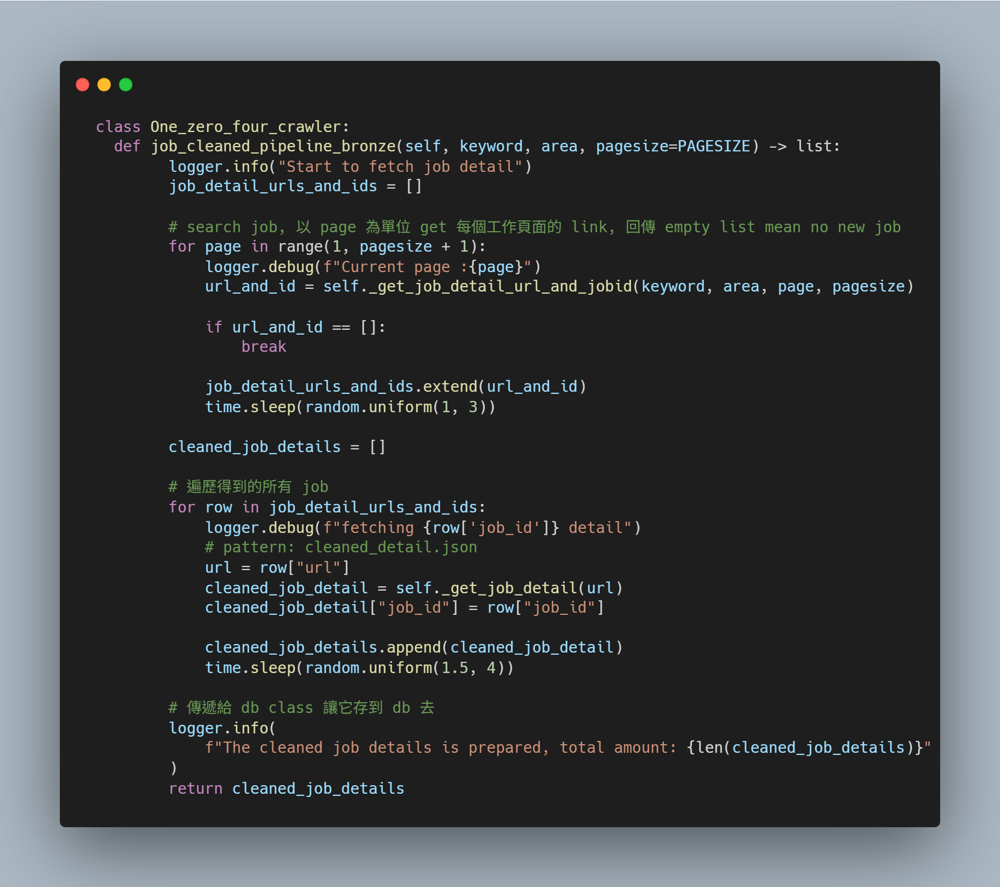 class One_zero_four_crawler:
  def job_cleaned_pipeline_bronze(self, keyword, area, pagesize=PAGESIZE) -> list:
        logger.info("Start to fetch job detail")
        job_detail_urls_and_ids = []

        # search job, 以 page 為單位 get 每個工作頁面的 link, 回傳 empty list mean no new job
        for page in range(1, pagesize + 1):
            logger.debug(f"Current page :{page}")
            url_and_id = self._get_job_detail_url_and_jobid(keyword, area, page, pagesize)

            if url_and_id == []:
                break

            job_detail_urls_and_ids.extend(url_and_id)
            time.sleep(random.uniform(1, 3))

        cleaned_job_details = []

        # 遍歷得到的所有 job
        for row in job_detail_urls_and_ids:
            logger.debug(f"fetching {row['job_id']} detail")
            # pattern: cleaned_detail.json
            url = row["url"]
            cleaned_job_detail = self._get_job_detail(url)
            cleaned_job_detail["job_id"] = row["job_id"]

            cleaned_job_details.append(cleaned_job_detail)
            time.sleep(random.uniform(1.5, 4))

        # 傳遞給 db class 讓它存到 db 去
        logger.info(
            f"The cleaned job details is prepared, total amount: {len(cleaned_job_details)}"
        )
        return cleaned_job_details